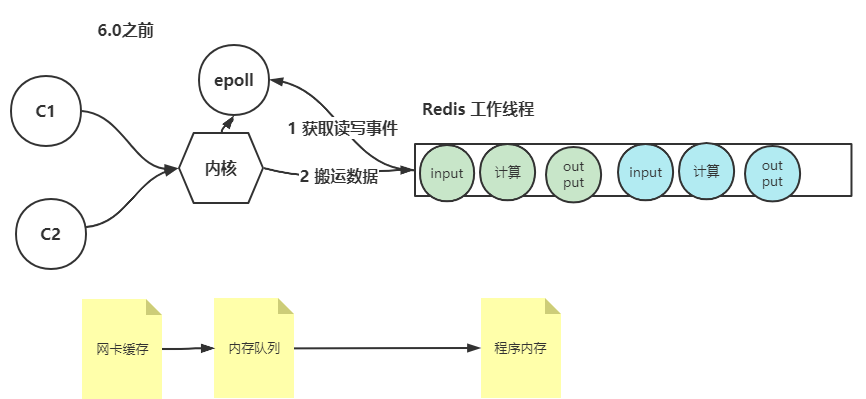 6.0之前
epoll
C1
Redis 工作线程
1 获取读写事件
内核
2 搬运数据
input
计算
out
put
input
计算
out
put
C2
网卡缓存
内存队列
程序内存